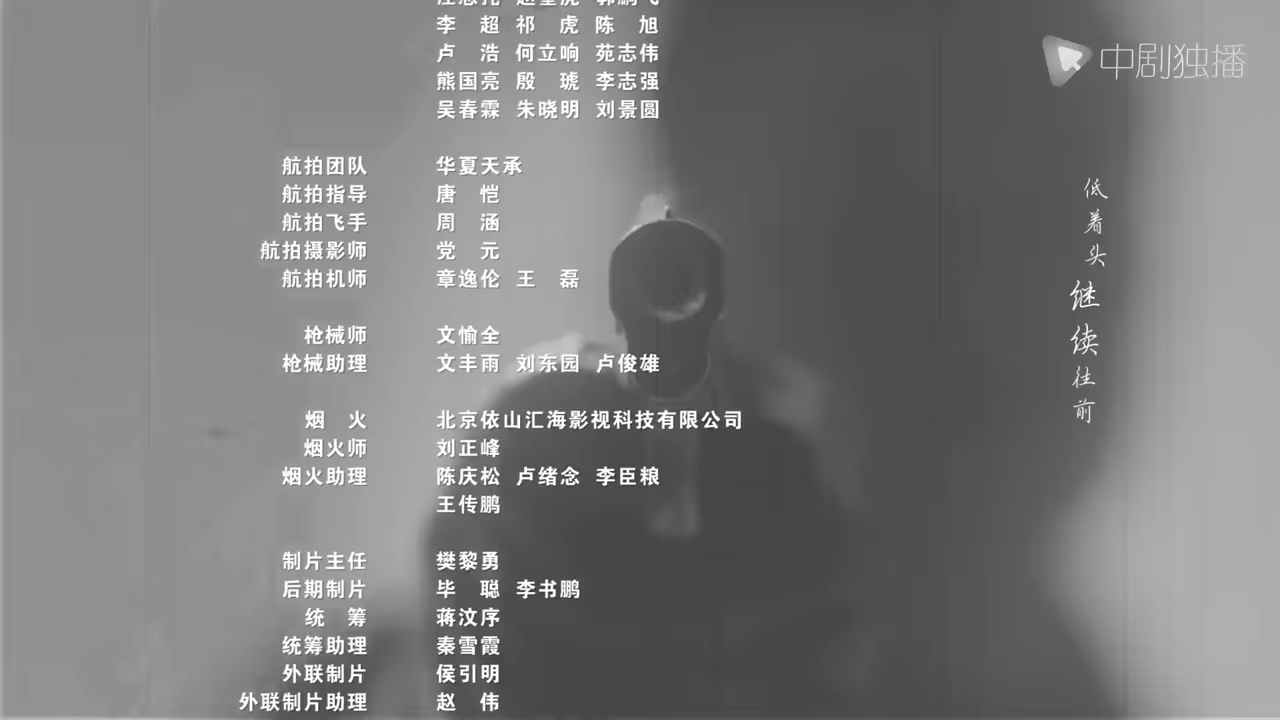 李　超 祁　虎 陈　旭
卢　浩 何立响 苑志伟
熊国亮 殷　琥 李志强
吴春霖 朱晓明 刘景圆
航拍团队 华夏天承
航拍指导 唐　恺
航拍飞手 周　涵
航拍摄影师 党　元
航拍机师 章逸伦 王　磊
枪械师 文愉全
枪械助理 文丰雨 刘东园 卢俊雄
烟　火 北京依山汇海影视科技有限公司
烟火师 刘正峰
烟火助理 陈庆松 卢绪念 李臣粮
王传鹏
制片主任 樊黎勇
后期制片 毕　聪 李书鹏
统　筹 蒋汶序
统筹助理 秦雪霞
外联制片 侯引明
外联制片助理 赵　伟
中剧独播
低着头继续往前